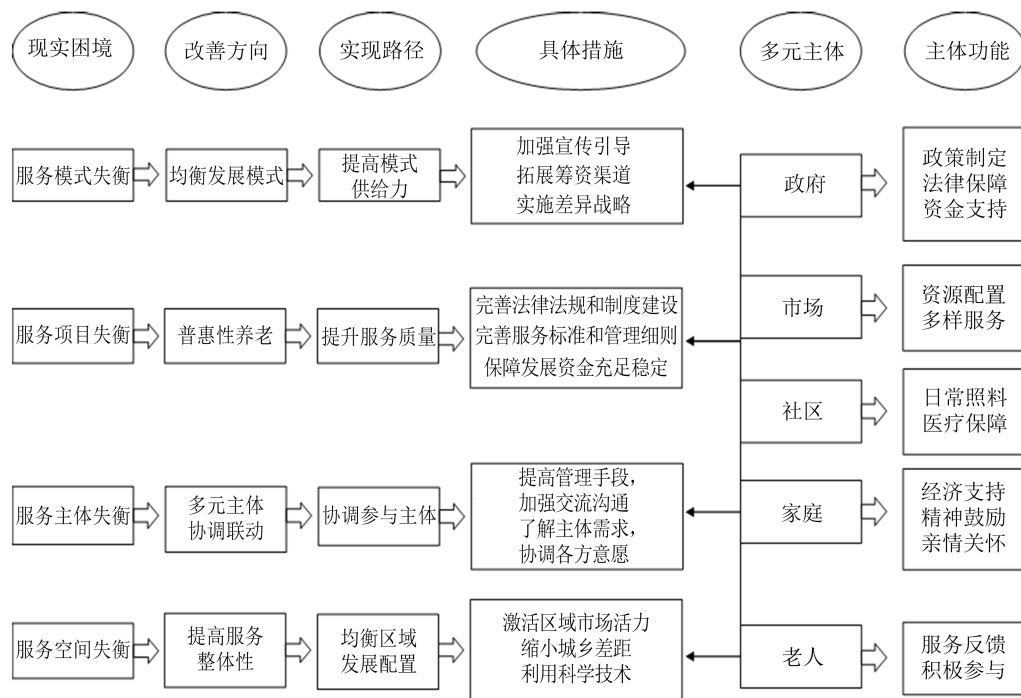 现实困境
改善方向
实现路径
具体措施
多元主体
主体功能
服务模式失衡
均衡发展模式
提高模式
供给力
加强宣传引导
拓展筹资渠道
实施差异战略
政府
政策制定
法律保障
资金支持
服务项目失衡
普惠性养老
提升服务质量
完善法律法规和制度建设
完善服务标准和管理细则
保障发展资金充足稳定
市场
资源配置
多样服务
社区
日常照料
医疗保障
服务主体失衡
多元主体
协调联动
协调参与主体
提高管理手段，
加强交流沟通
了解主体需求，
协调各方意愿
家庭
经济支持
精神鼓励
亲情关怀
服务空间失衡
提高服务
整体性
均衡区域
发展配置
激活区域市场活力
缩小城乡差距
利用科学技术
老人
服务反馈
积极参与